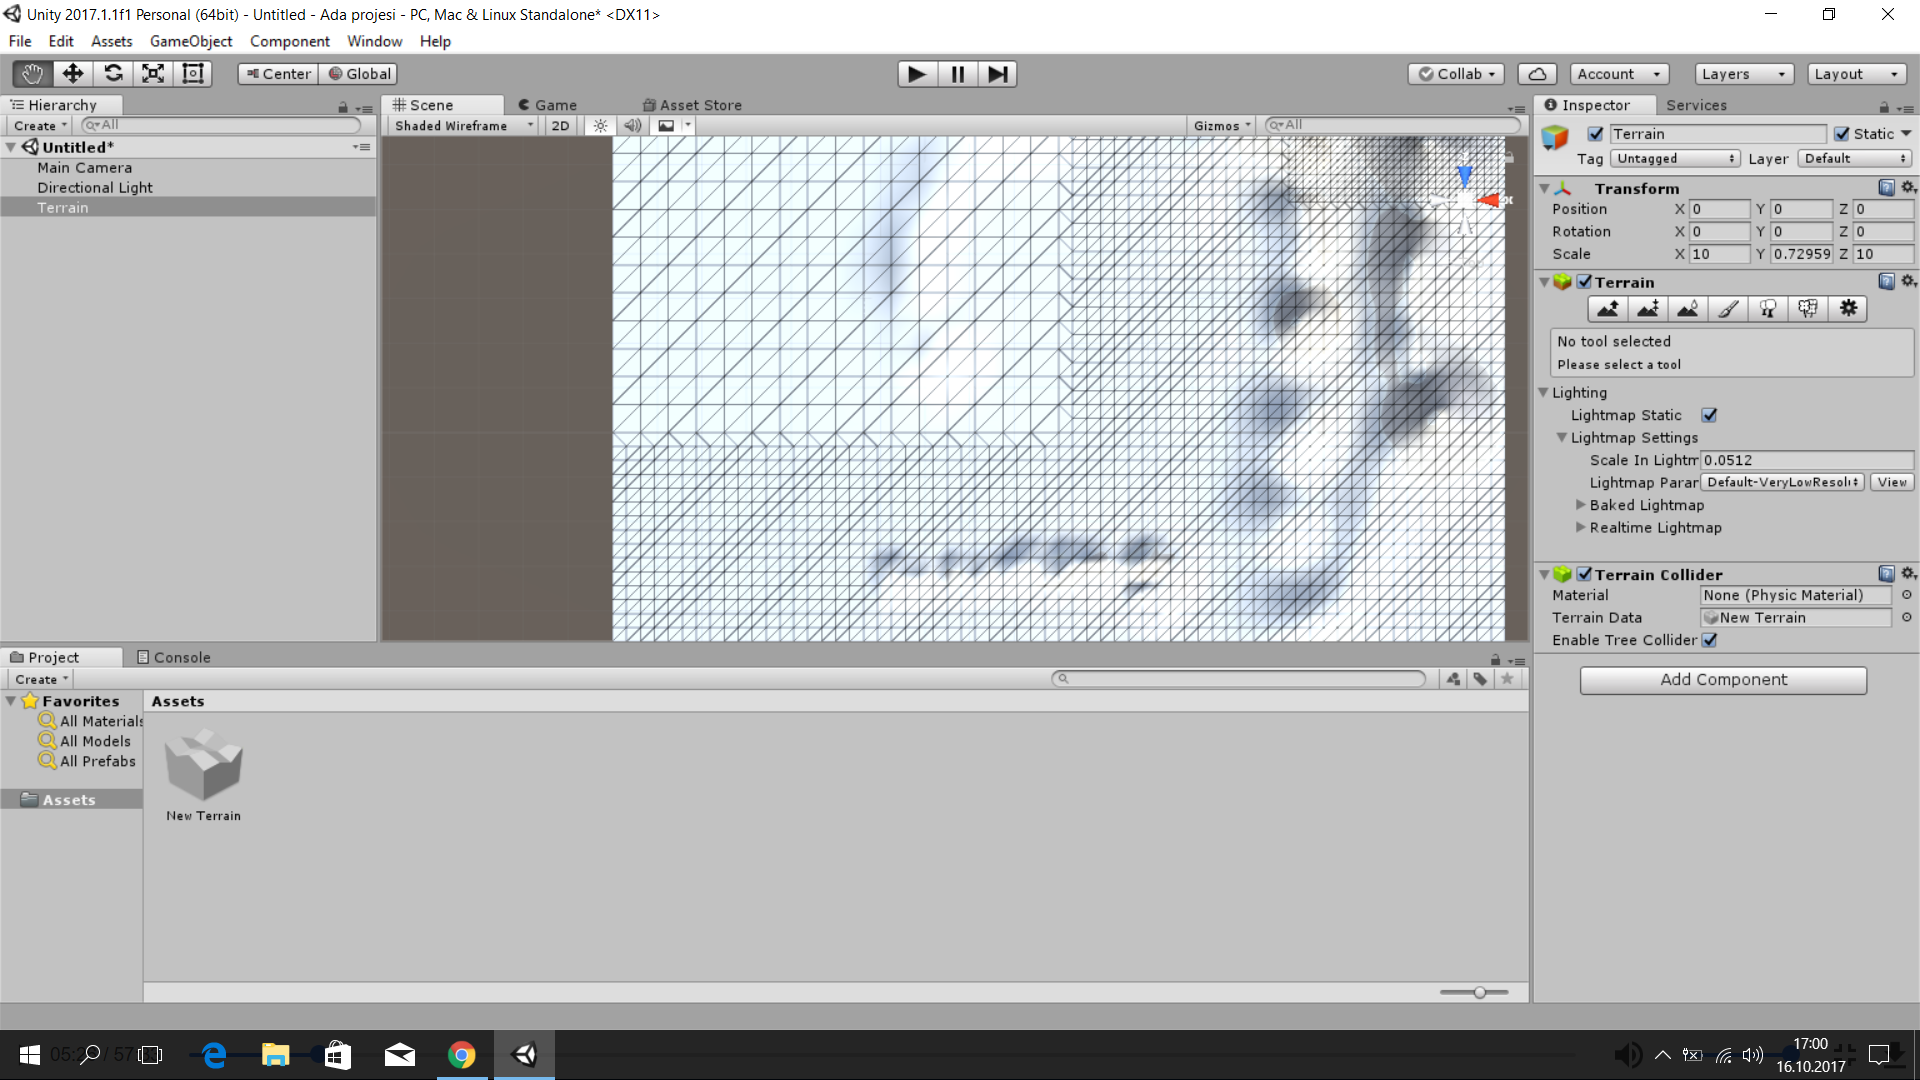 Unity 2017.1.1f1 Personal (64bit) - Untitled - Ada projesi - PC, Mac & Linux Standalone* <DX11>
File Edit Assets GameObject Component Window Help
Center Global Collab Account Layers Layout
Hierarchy
Create All
Untitled*
Main Camera
Directional Light
Terrain
Scene Game Asset Store
Shaded Wireframe 2D Gizmos All
x
Inspector Services
Terrain Static
Tag Untagged Layer Default
Transform
Position X 0 Y 0 Z 0
Rotation X 0 Y 0 Z 0
Scale X 10 Y 0.72959 Z 10
Terrain
No tool selected
Please select a tool
Lighting
Lightmap Static
Lightmap Settings
Scale In Lightm 0.0512
Lightmap Parar Default-VeryLowResolu View
Baked Lightmap
Realtime Lightmap
Terrain Collider
Material None (Physic Material)
Terrain Data New Terrain
Enable Tree Collider
Add Component
Project Console
Create
Favorites
All Materials
All Models
All Prefabs
Assets
Assets
New Terrain
17:00
16.10.2017